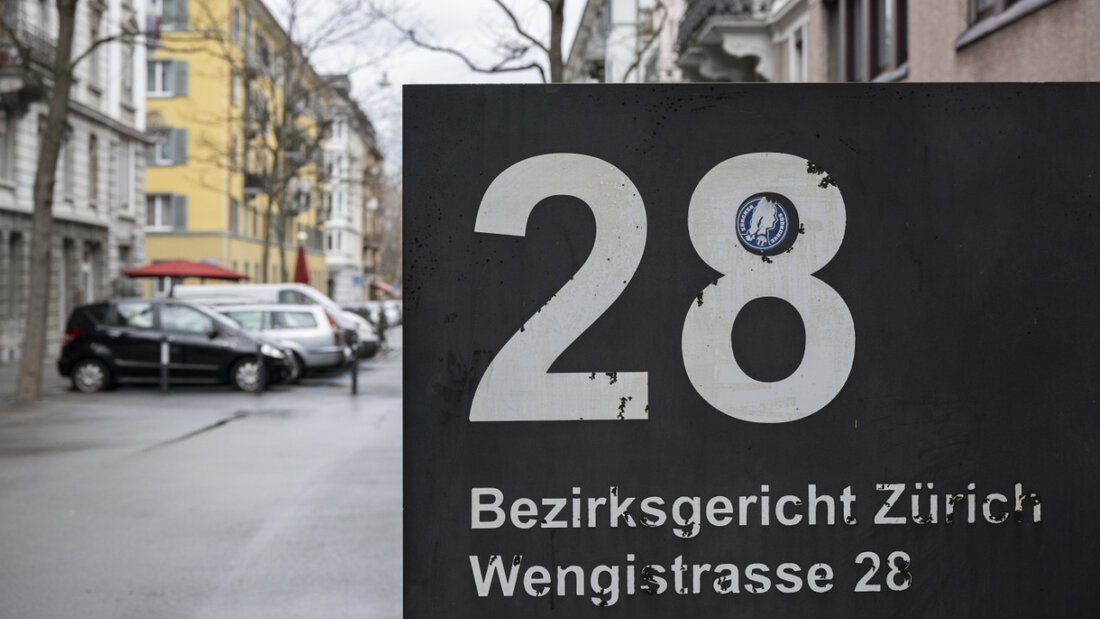 28
Bezirksgericht Zürich
Wengistrasse 28